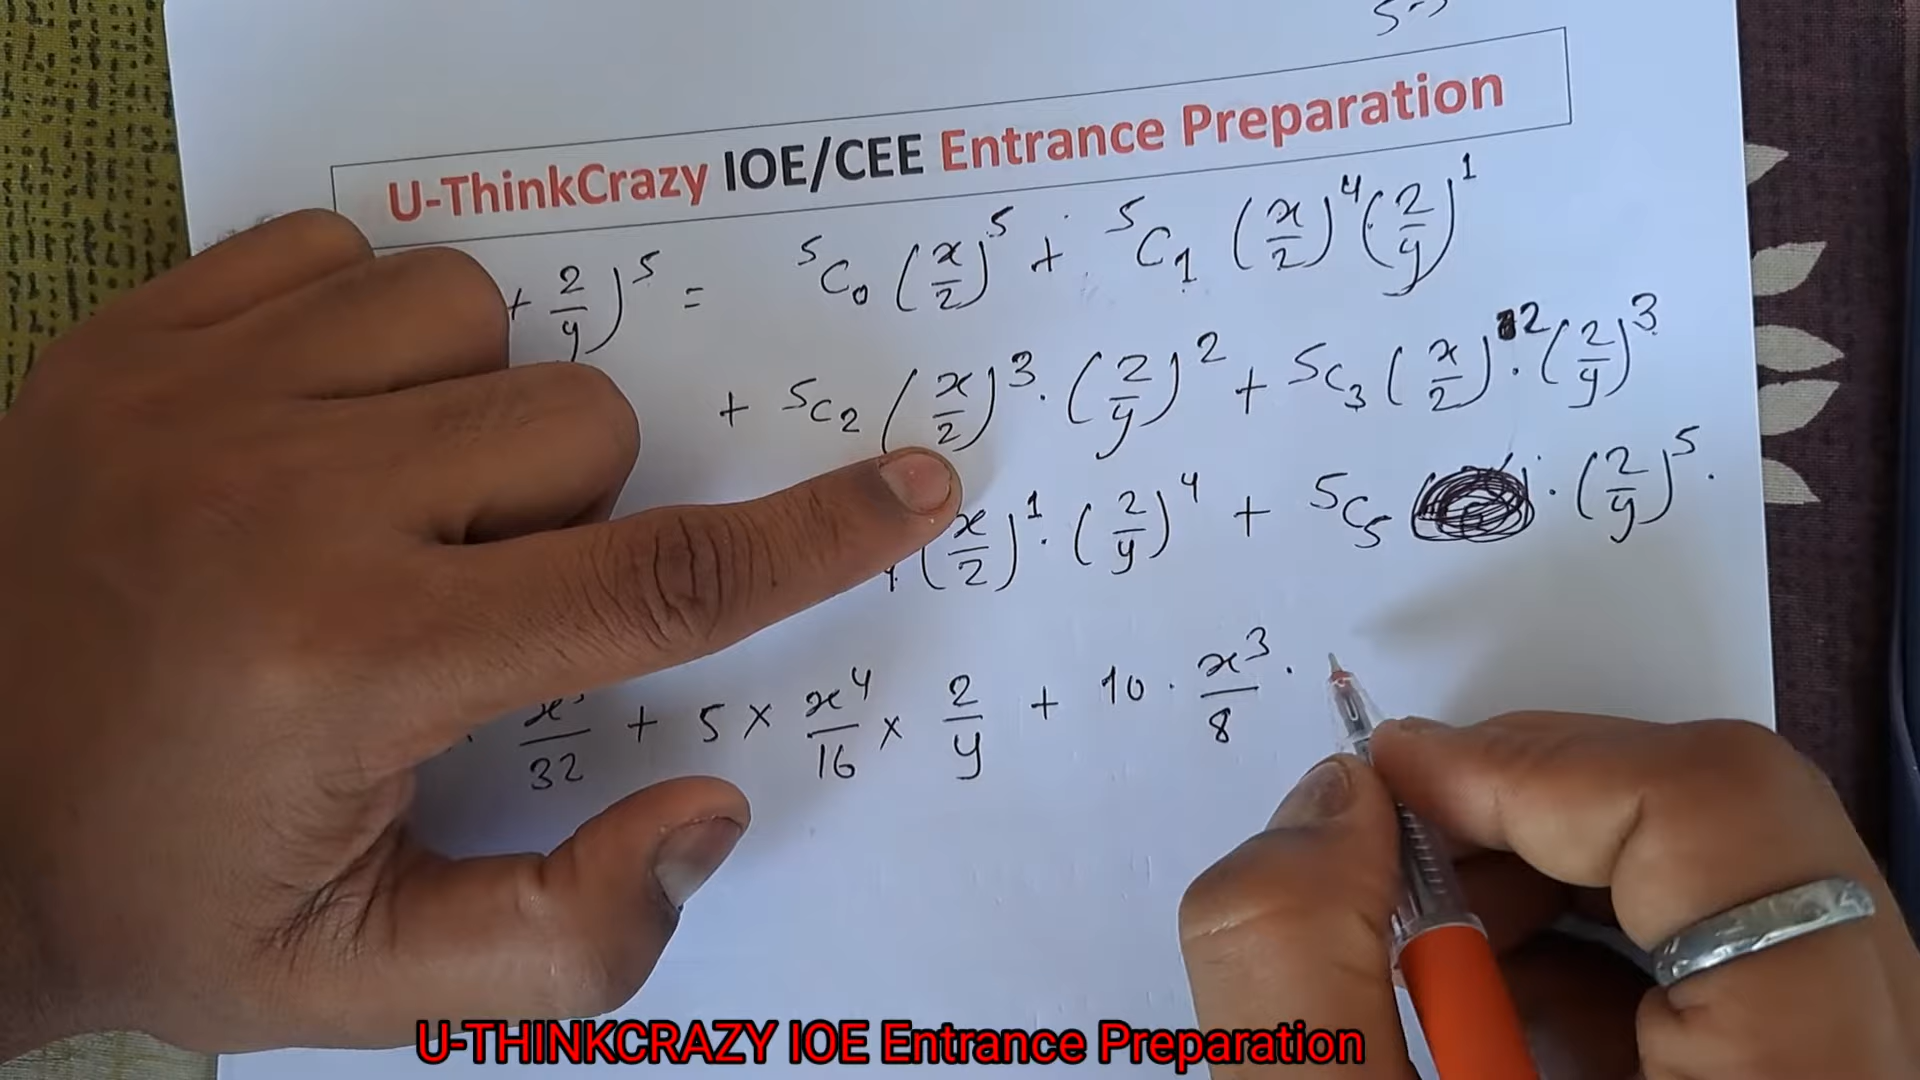 U-ThinkCrazy IOE/CEE Entrance Preparation
+ 2/y)^5 = ⁵C₀ (x/2)^5 + ⁵C₁ (x/2)^4 (2/y)^1
+ ⁵C₂ (x/2)^3 · (2/y)^2 + ⁵C₃ (x/2)^2 · (2/y)^3
(x/2)^1 · (2/y)^4 + ⁵C₅ · (2/y)^5 .
/32 + 5 × x^4/16 × 2/y + 10 · x^3/8 ·
U-THINKCRAZY IOE Entrance Preparation